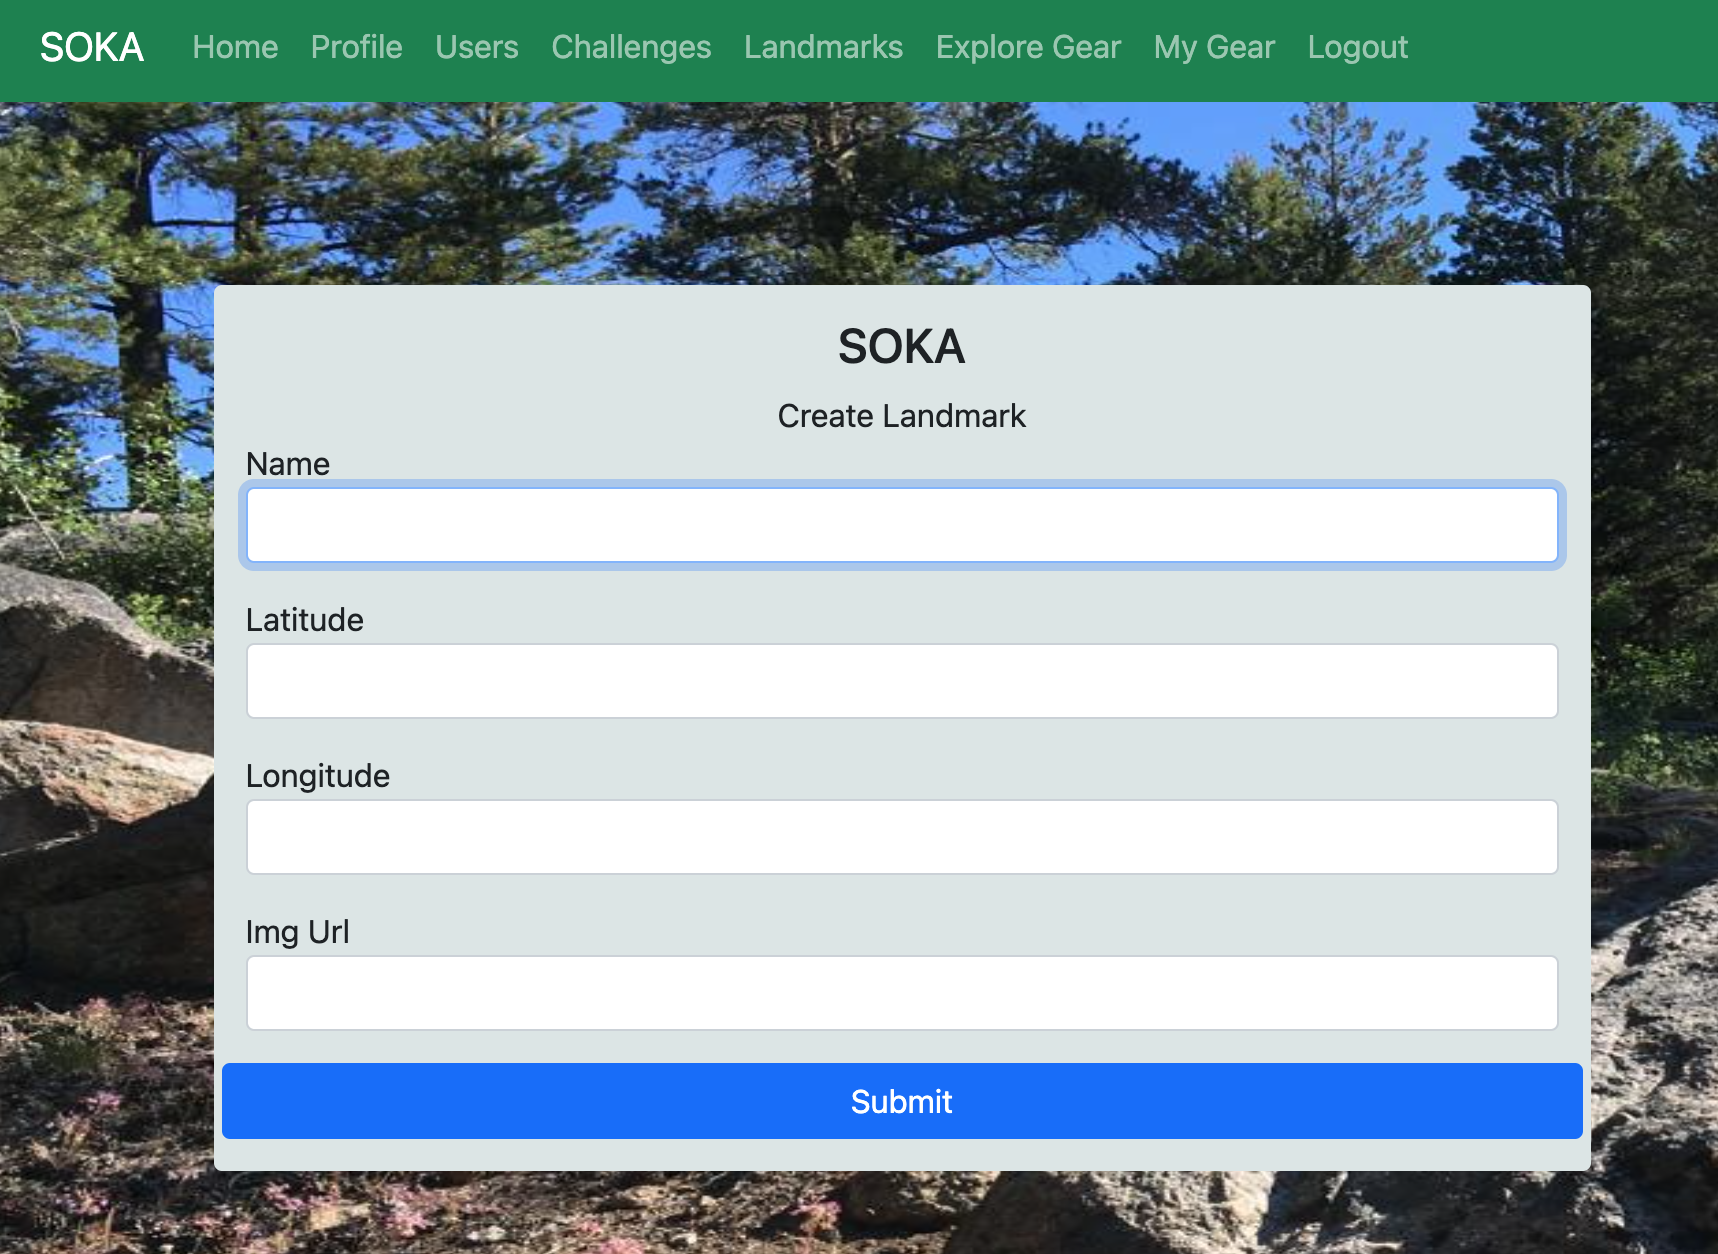 SOKA Home Profile Users Challenges Landmarks Explore Gear My Gear Logout
SOKA
Create Landmark
Name
Latitude
Longitude
Img Url
Submit